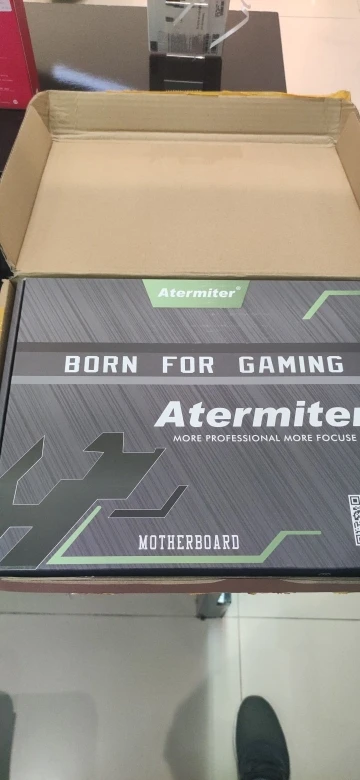 Atermiter®
BORN FOR GAMING
Atermiter
MORE PROFESSIONAL MORE FOCUSE
MOTHERBOARD